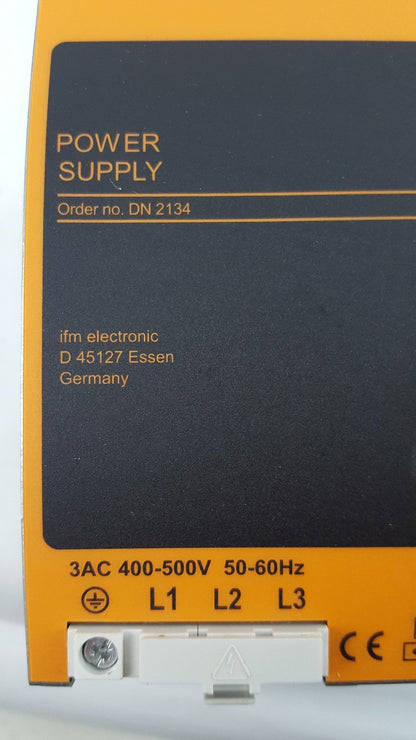 POWER
SUPPLY
Order no. DN 2134
ifm electronic
D 45127 Essen
Germany
3AC 400-500V 50-60Hz
L1 L2 L3
CE